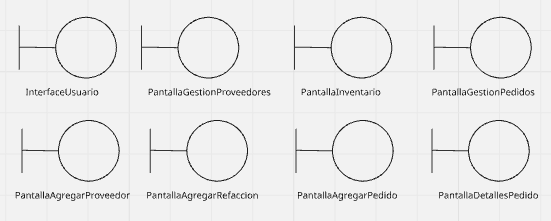 InterfaceUsuario
PantallaGestionProveedores
PantallaInventario
PantallaGestionPedidos
PantallaAgregarProveedor
PantallaAgregarRefaccion
PantallaAgregarPedido
PantallaDetallesPedido